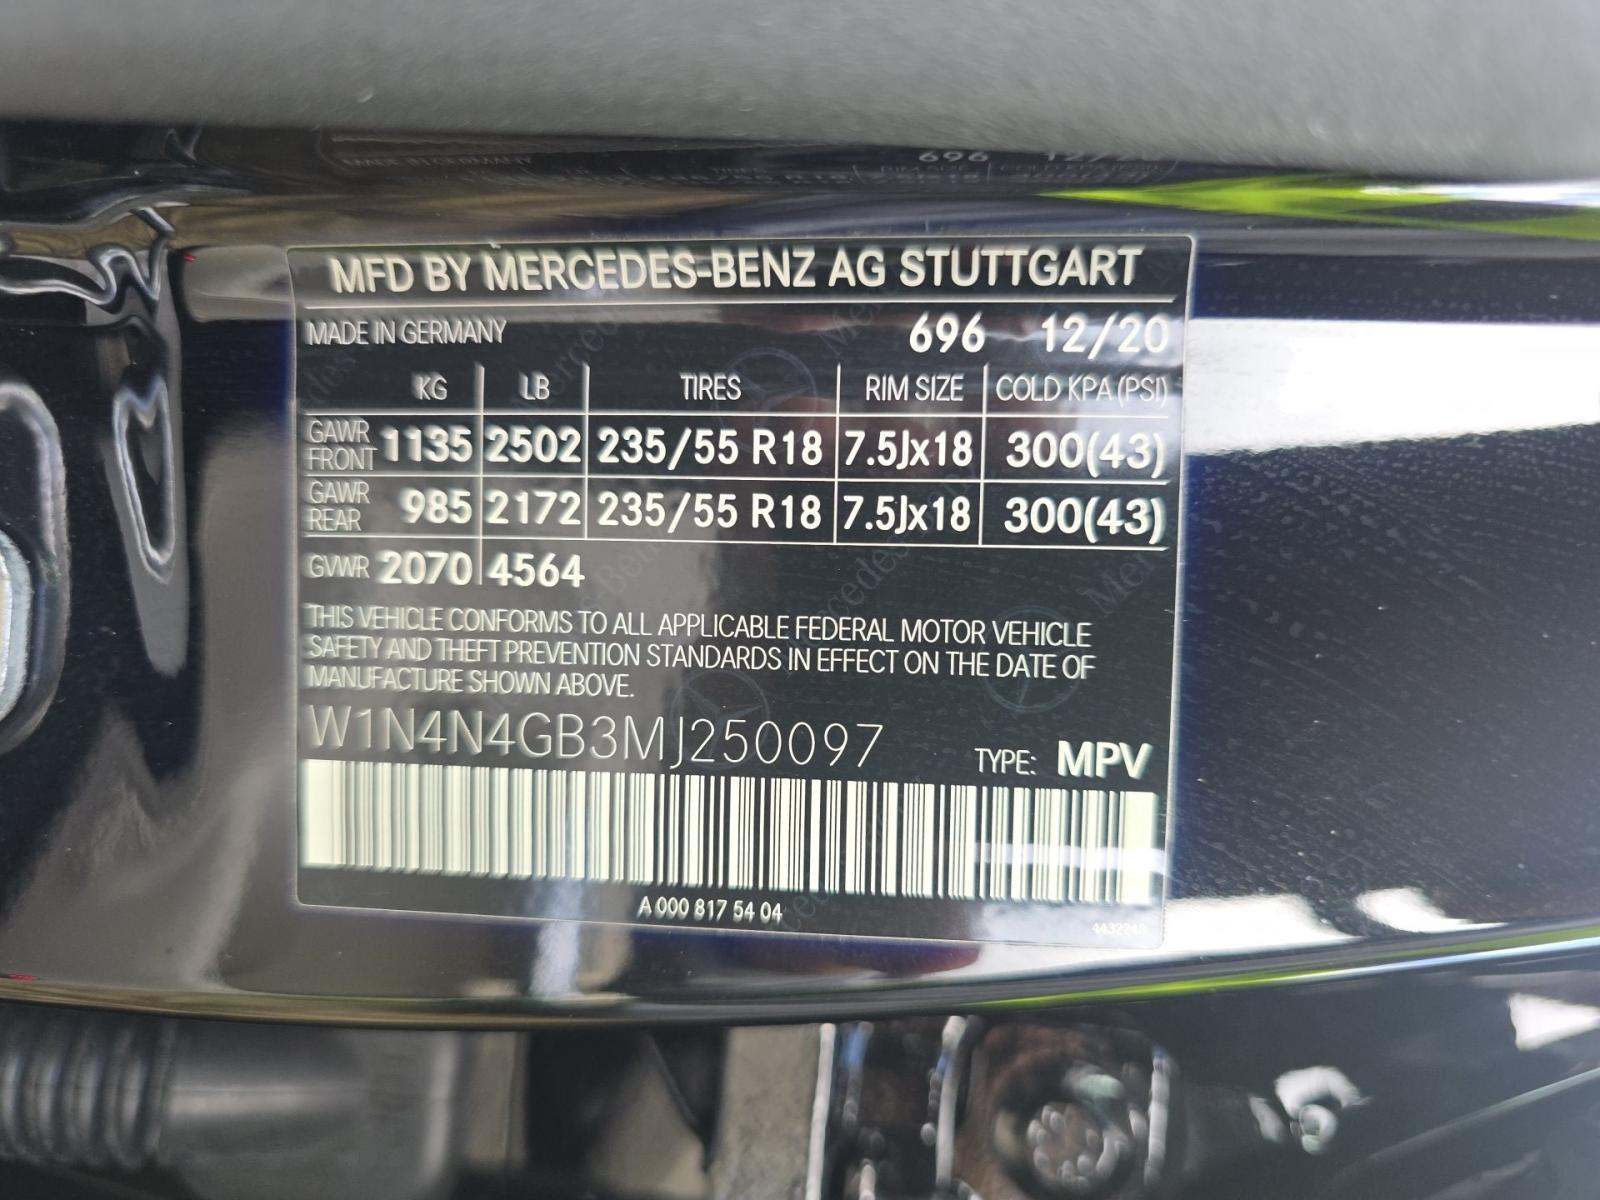 MFD BY MERCEDES-BENZ AG STUTTGART
MADE IN GERMANY 696 12/20
KG LB TIRES RIM SIZE COLD KPA (PSI)
GAWR FRONT 1135 2502 235/55 R18 7.5Jx18 300(43)
GAWR REAR 985 2172 235/55 R18 7.5Jx18 300(43)
GVWR 2070 4564
THIS VEHICLE CONFORMS TO ALL APPLICABLE FEDERAL MOTOR VEHICLE
SAFETY AND THEFT PREVENTION STANDARDS IN EFFECT ON THE DATE OF
MANUFACTURE SHOWN ABOVE.
W1N4N4GB3MJ250097 TYPE: MPV
A 000 817 54 04